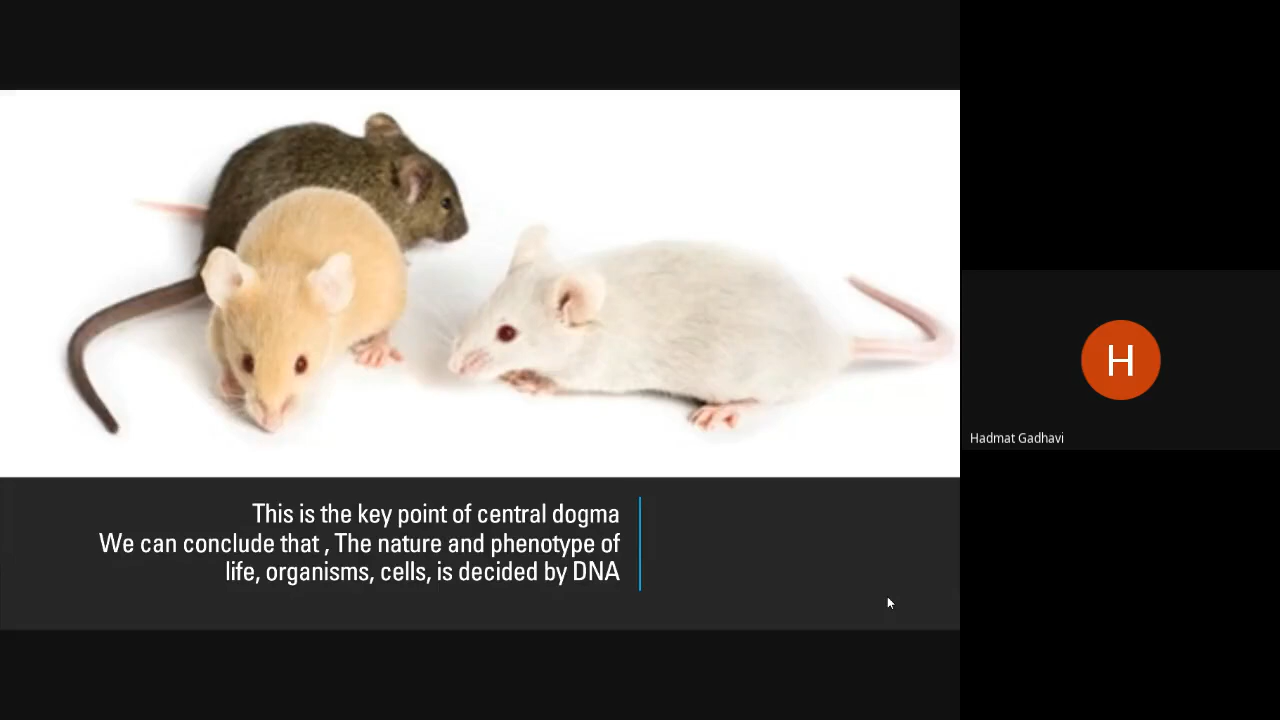 This is the key point of central dogma
We can conclude that , The nature and phenotype of
life, organisms, cells, is decided by DNA
H
Hadmat Gadhavi